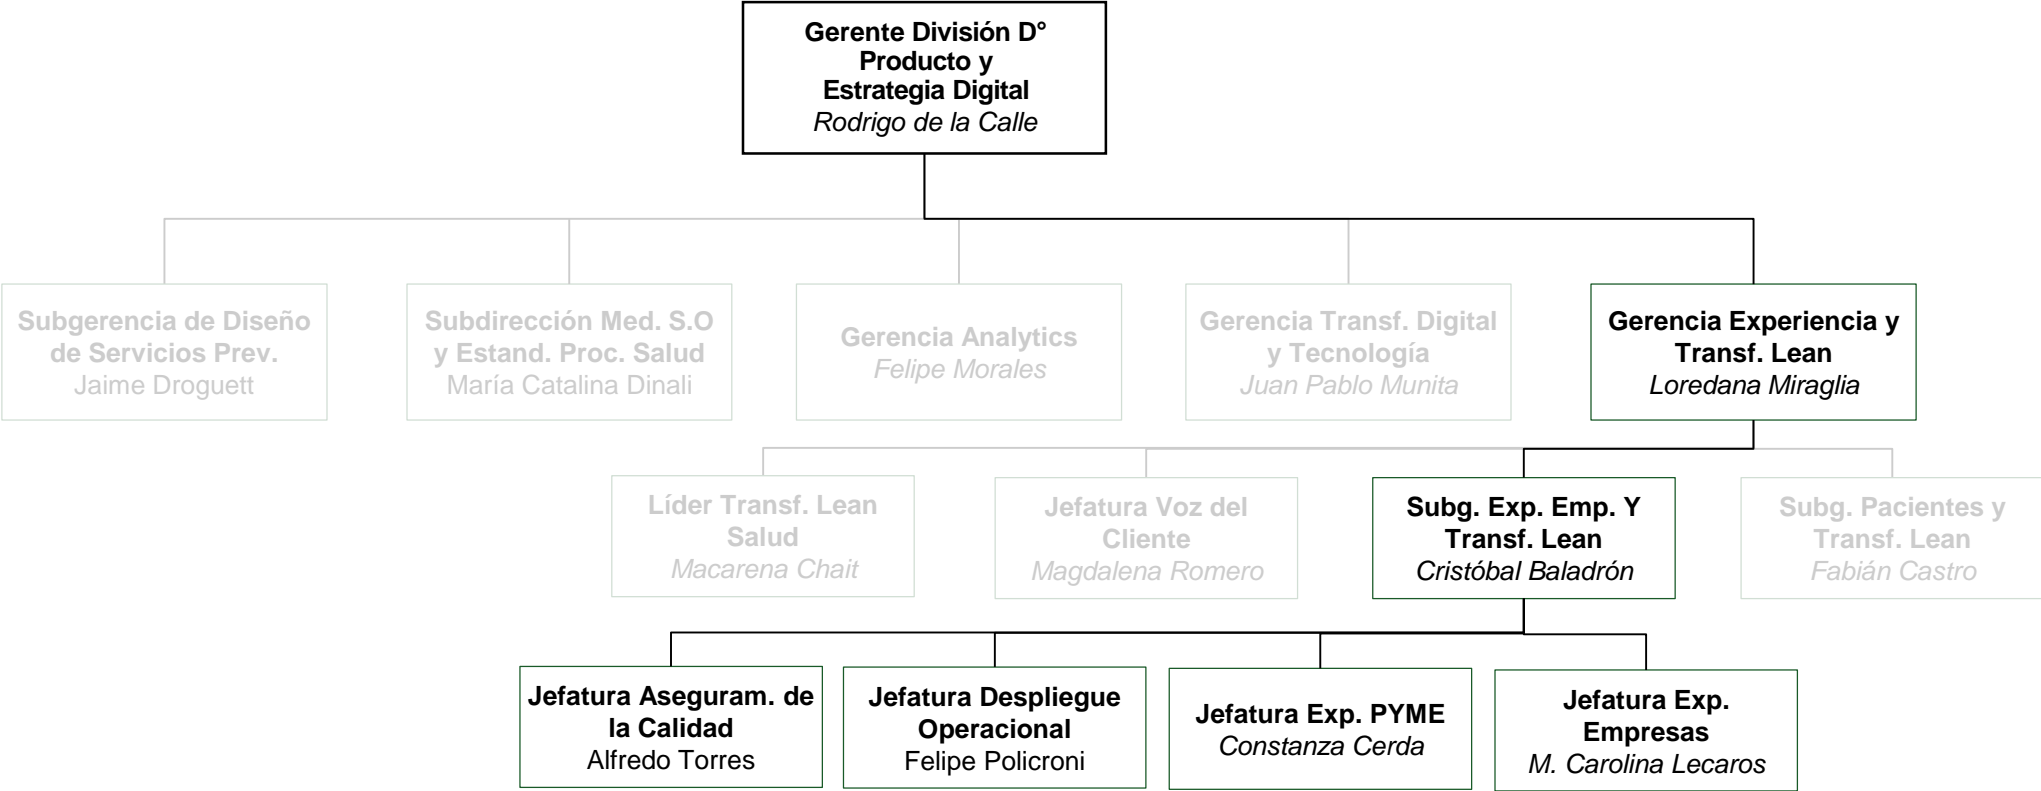 Gerente División D°
Producto y
Estrategia Digital
Rodrigo de la Calle
Subgerencia de Diseño
de Servicios Prev.
Jaime Droguett
Subdirección Med. S.O
y Estand. Proc. Salud
María Catalina Dinali
Gerencia Analytics
Felipe Morales
Gerencia Transf. Digital
y Tecnología
Juan Pablo Munita
Gerencia Experiencia y
Transf. Lean
Loredana Miraglia
Líder Transf. Lean
Salud
Macarena Chait
Jefatura Voz del
Cliente
Magdalena Romero
Subg. Exp. Emp. Y
Transf. Lean
Cristóbal Baladrón
Subg. Pacientes y
Transf. Lean
Fabián Castro
Jefatura Aseguram. de
la Calidad
Alfredo Torres
Jefatura Despliegue
Operacional
Felipe Policroni
Jefatura Exp. PYME
Constanza Cerda
Jefatura Exp.
Empresas
M. Carolina Lecaros